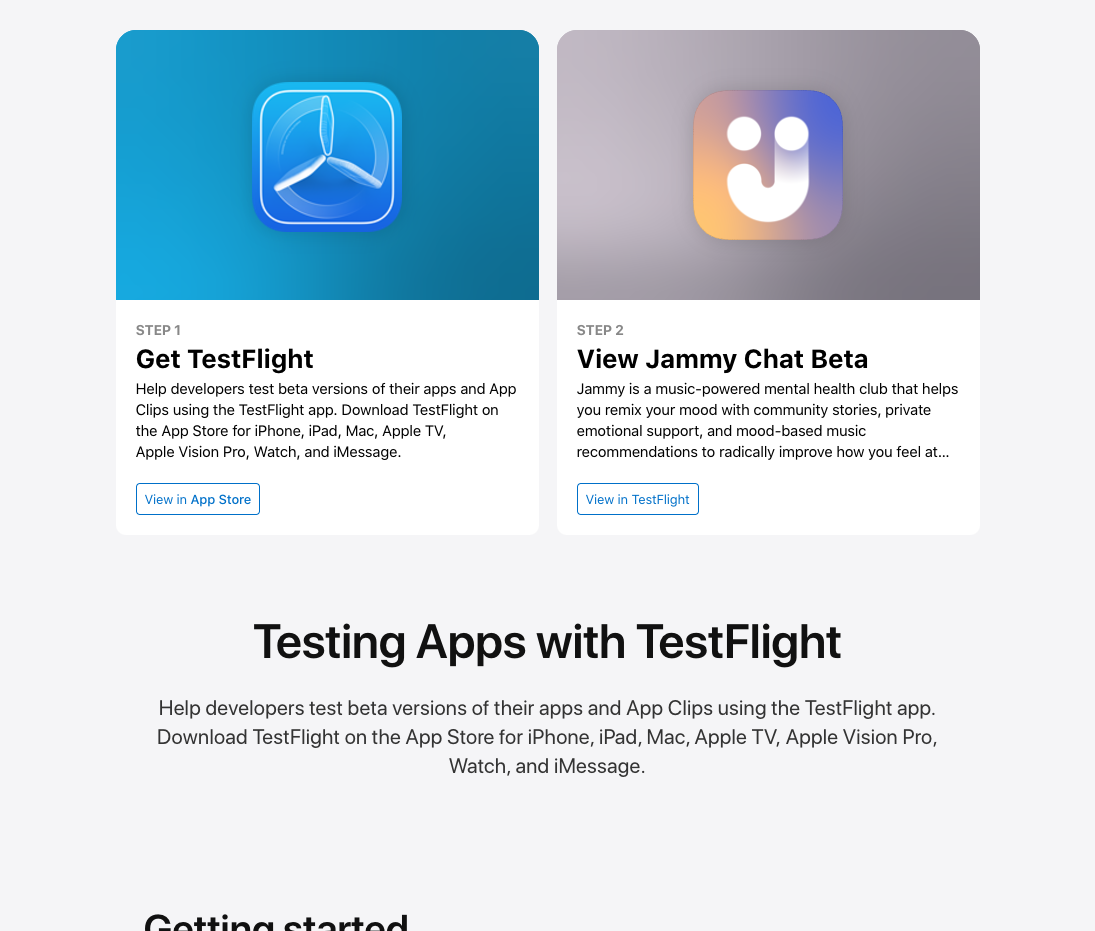 STEP 1
Get TestFlight
Help developers test beta versions of their apps and App
Clips using the TestFlight app. Download TestFlight on
the App Store for iPhone, iPad, Mac, Apple TV,
Apple Vision Pro, Watch, and iMessage.
View in App Store
STEP 2
View Jammy Chat Beta
Jammy is a music-powered mental health club that helps
you remix your mood with community stories, private
emotional support, and mood-based music
recommendations to radically improve how you feel at...
View in TestFlight
Testing Apps with TestFlight
Help developers test beta versions of their apps and App Clips using the TestFlight app.
Download TestFlight on the App Store for iPhone, iPad, Mac, Apple TV, Apple Vision Pro,
Watch, and iMessage.
Getting started